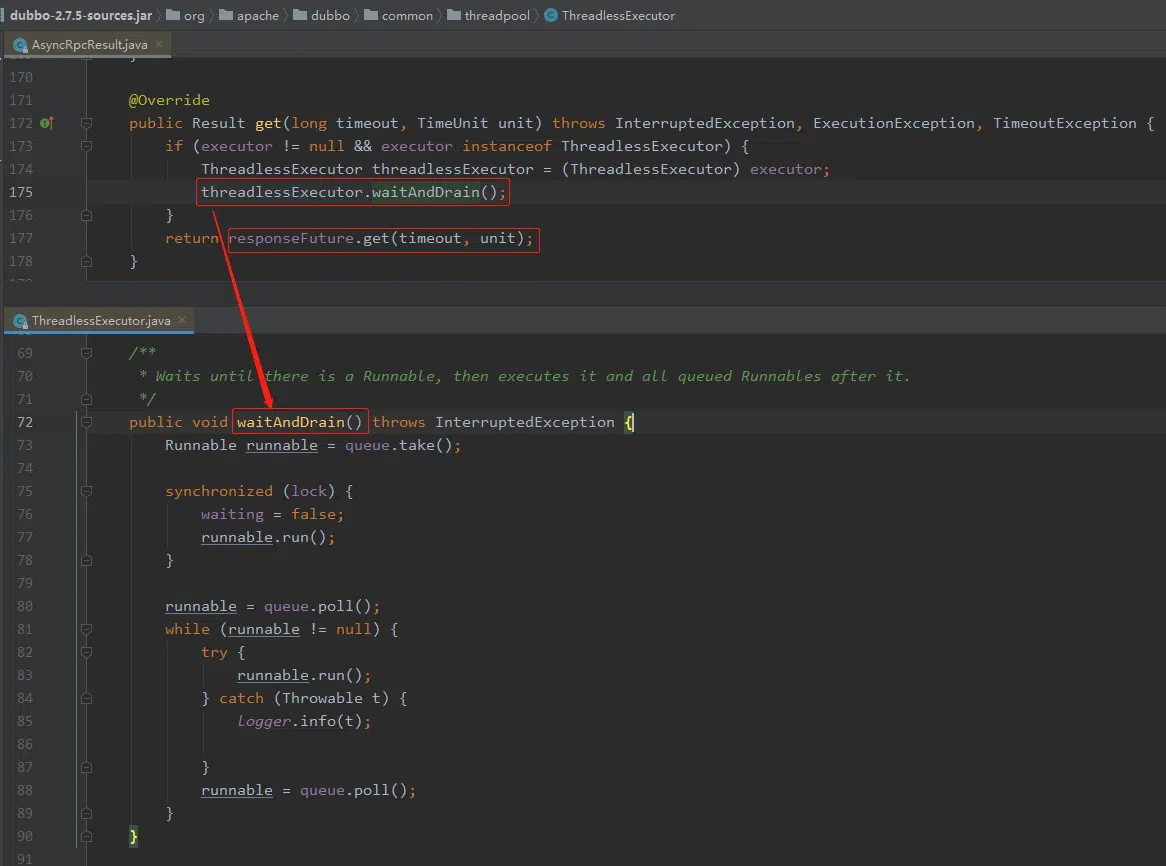 dubbo-2.7.5-sources.jar org apache dubbo common threadpool ThreadlessExecutor
AsyncRpcResult.java
170
171 @Override
172 public Result get(long timeout, TimeUnit unit) throws InterruptedException, ExecutionException, TimeoutException {
173 if (executor != null && executor instanceof ThreadlessExecutor) {
174 ThreadlessExecutor threadlessExecutor = (ThreadlessExecutor) executor;
175 threadlessExecutor.waitAndDrain();
176 }
177 return responseFuture.get(timeout, unit);
178 }
ThreadlessExecutor.java
69 /**
70 * Waits until there is a Runnable, then executes it and all queued Runnables after it.
71 */
72 public void waitAndDrain() throws InterruptedException {
73 Runnable runnable = queue.take();
74
75 synchronized (lock) {
76 waiting = false;
77 runnable.run();
78 }
79
80 runnable = queue.poll();
81 while (runnable != null) {
82 try {
83 runnable.run();
84 } catch (Throwable t) {
85 logger.info(t);
86
87 }
88 runnable = queue.poll();
89 }
90 }
91